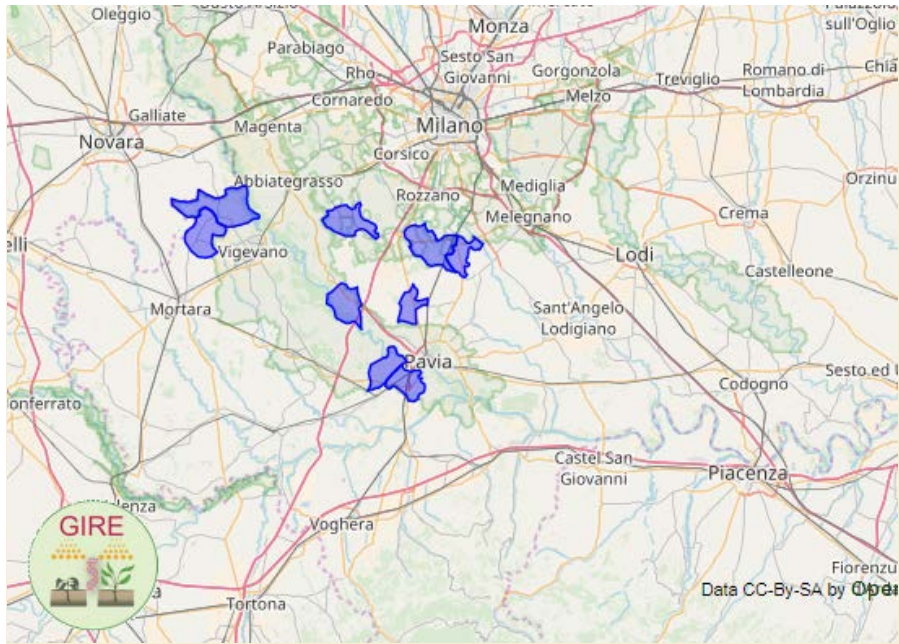 Oleggio
sull'Oglio
Monza
Parabiago
Sesto San
Giovanni
Rho
Gorgonzola
Romano di
Lombardia
Chia
Treviglio
Cornaredo
Melzo
Galliate
Magenta
Milano
Novara
Corsico
Abbiategrasso
Rozzano
Mediglia
Orzinu
Melegnano
Crema
elli
Vigevano
Lodi
Castelleone
Mortara
Sant'Angelo
Lodigiano
Pavia
Sesto ed U
Codogno
onferrato
Castel San
Giovanni
Piacenza
lenza
GIRE
Voghera
Fiorenzu
Data CC-By-SA by
Tortona